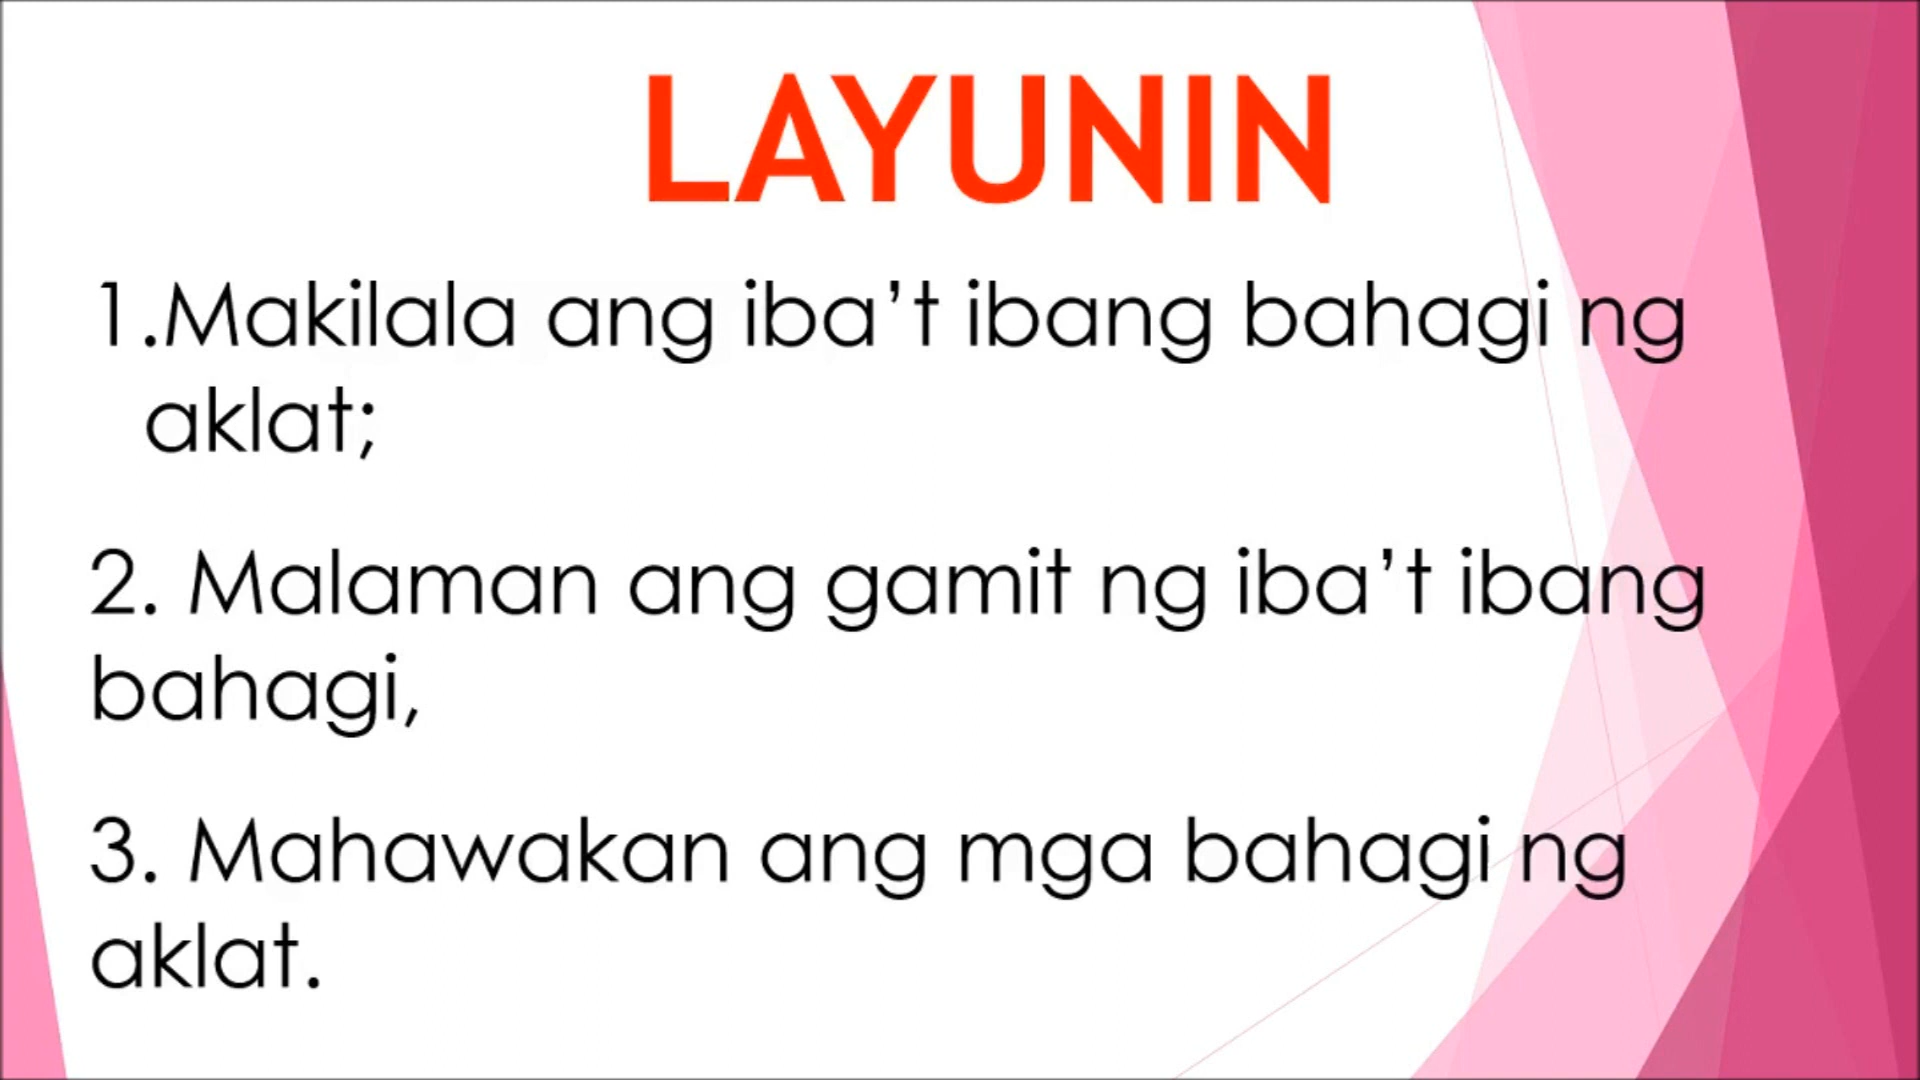 LAYUNIN
1.Makilala ang iba’t ibang bahagi ng
aklat;
2. Malaman ang gamit ng iba’t ibang
bahagi,
3. Mahawakan ang mga bahagi ng
aklat.